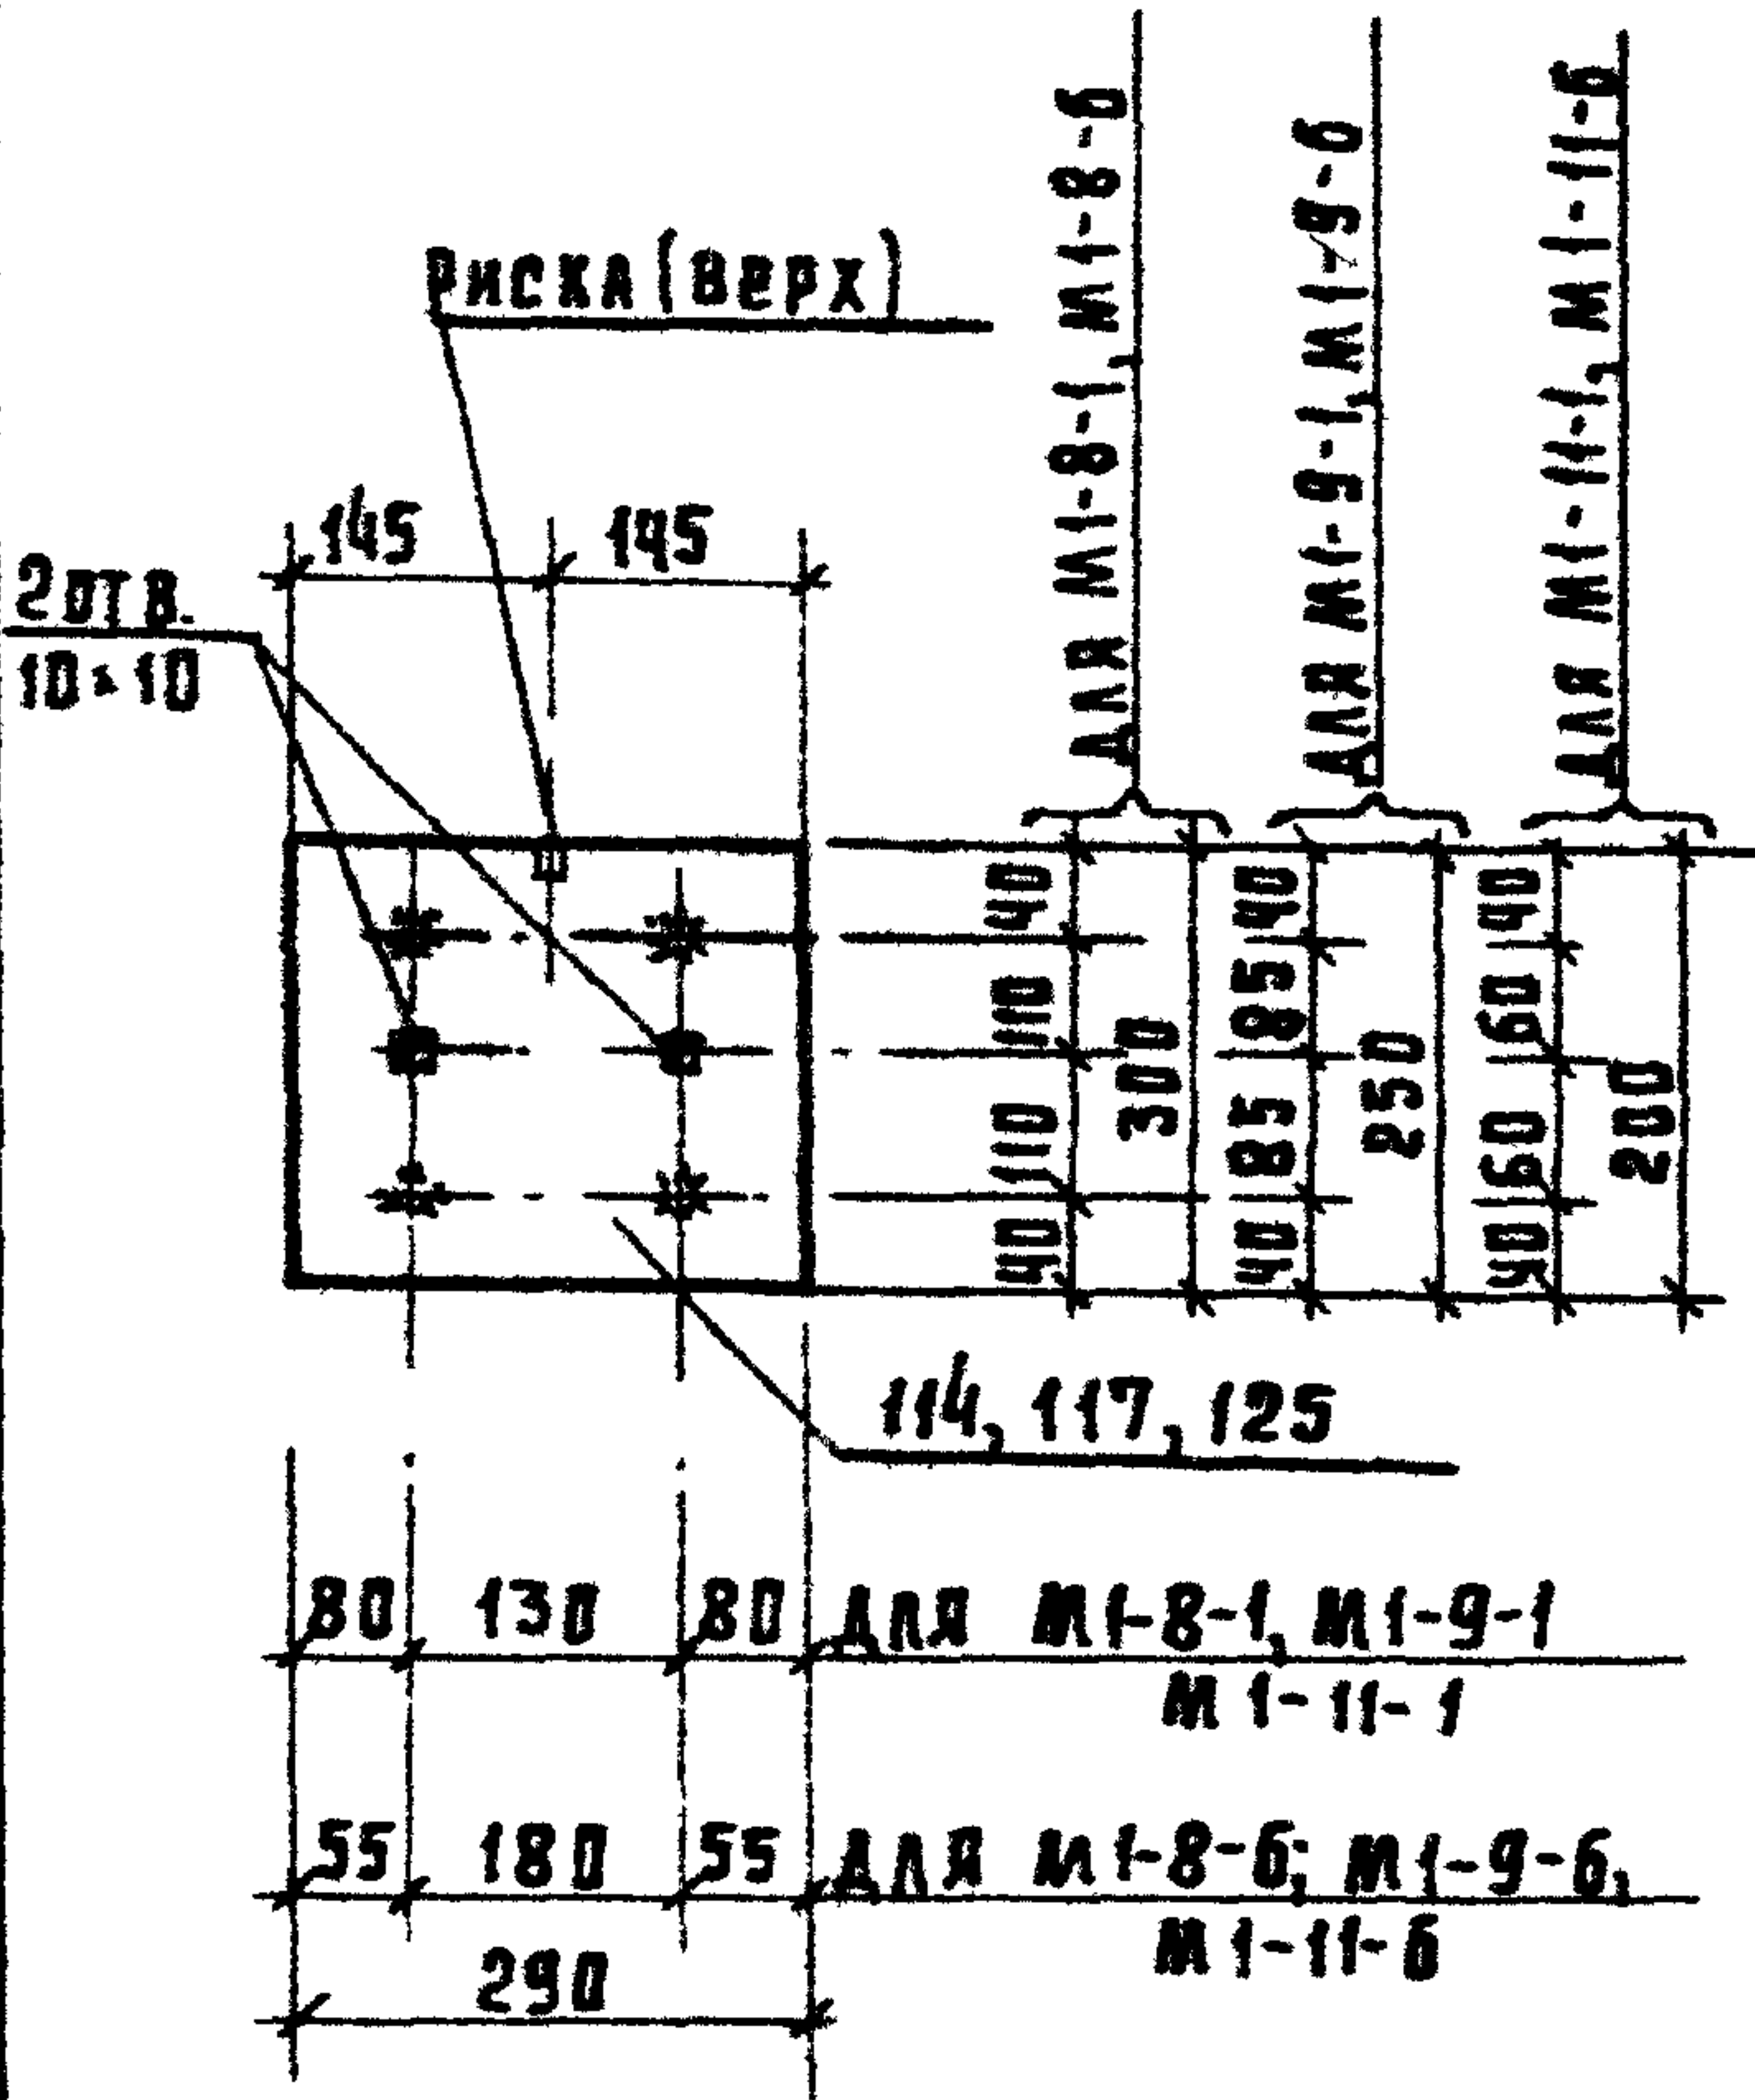 РИСКА (ВЕРХ)
145 145
2 ОТВ.
10×10
ДЛЯ М1-8-1, М1-8-6
ДЛЯ М1-9-1, М1-9-6
ДЛЯ М1-11-1, М1-11-6
40 110 110 40
300
40 85 85 40
250
40 60 60 40
200
114, 117, 125
80 130 80 ДЛЯ М1-8-1, М1-9-1
М1-11-1
55 180 55 ДЛЯ М1-8-6; М1-9-6,
М1-11-6
290